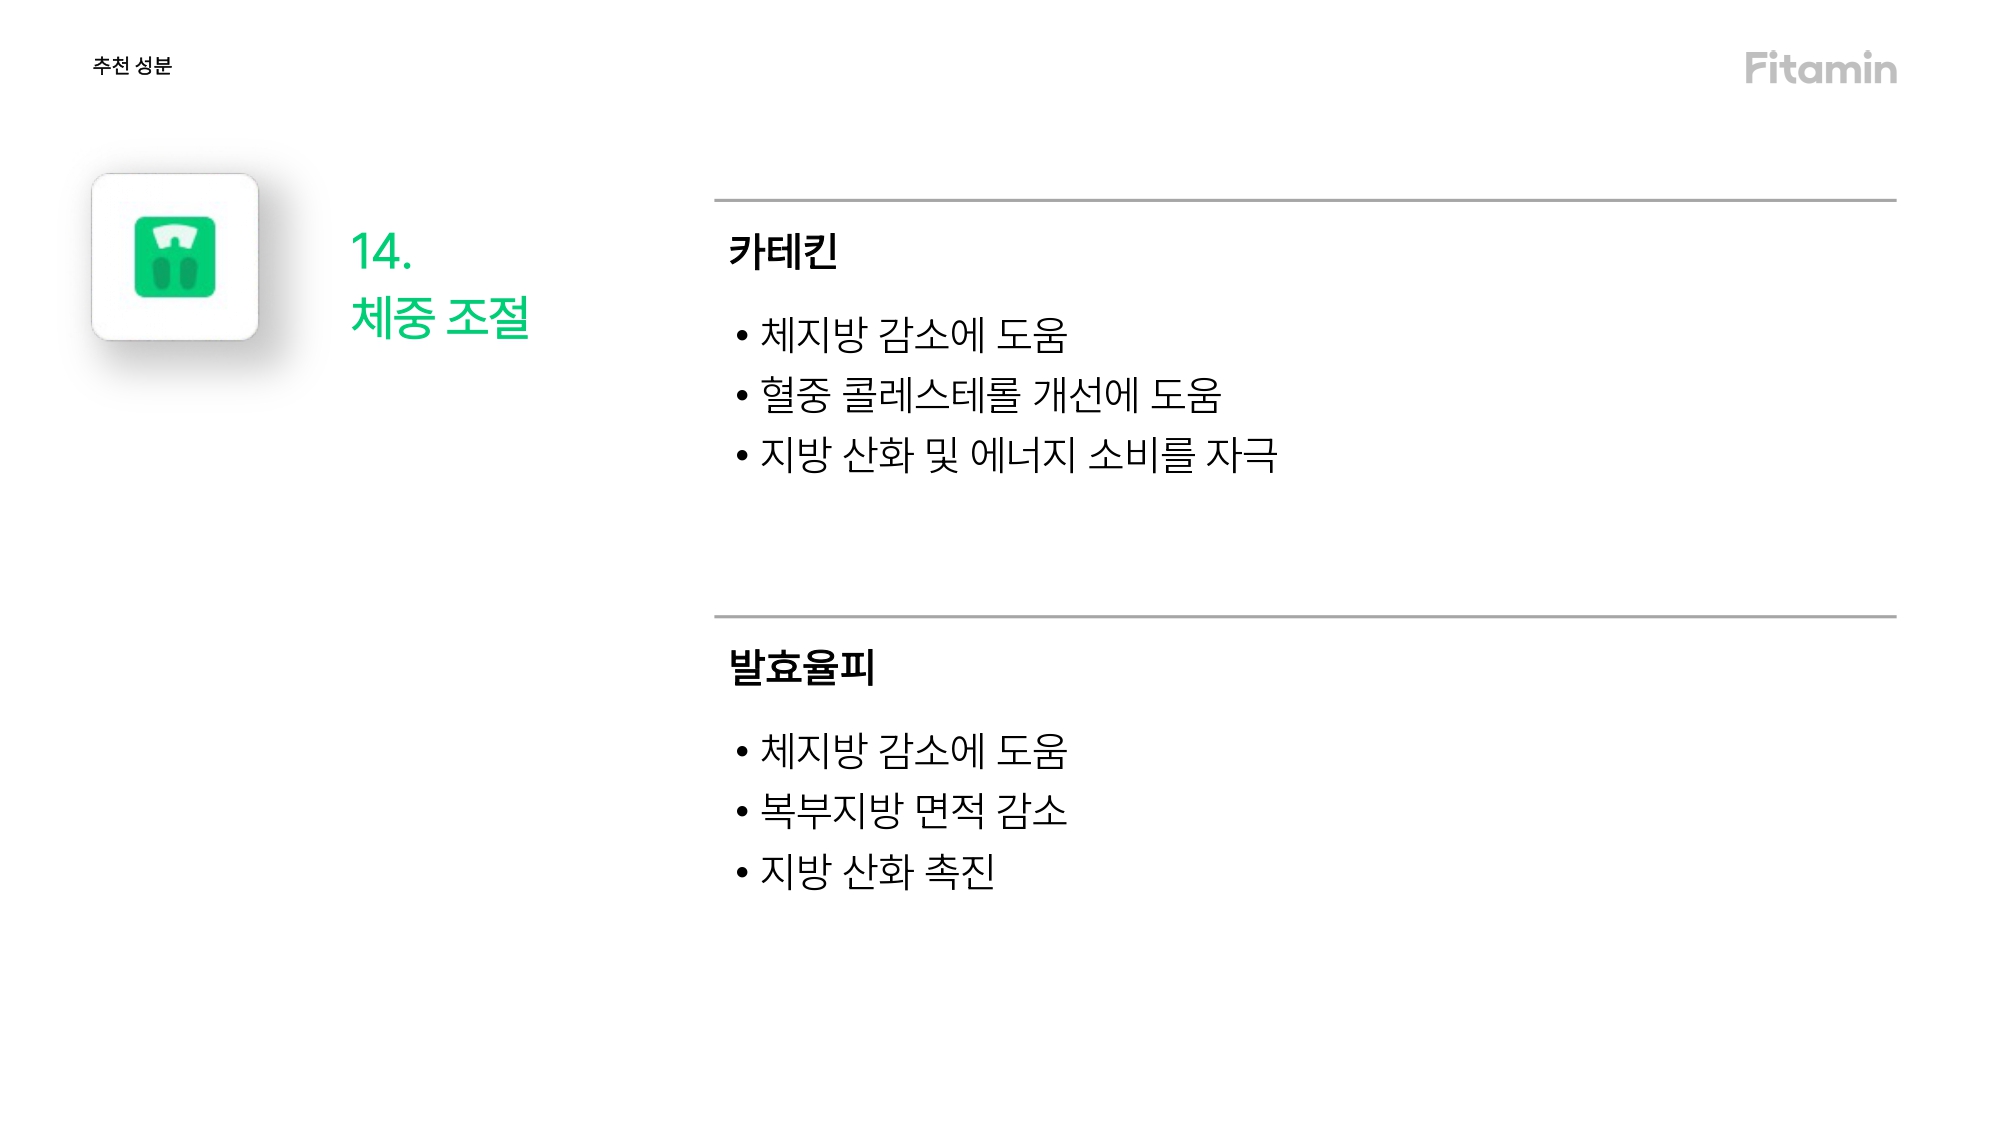 추천 성분
Fitamin
14.
체중 조절
카테킨
• 체지방 감소에 도움
• 혈중 콜레스테롤 개선에 도움
• 지방 산화 및 에너지 소비를 자극
발효율피
• 체지방 감소에 도움
• 복부지방 면적 감소
• 지방 산화 촉진